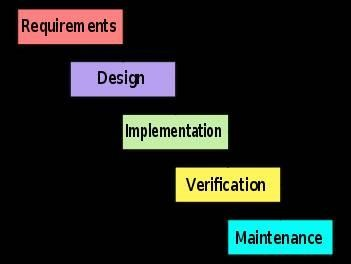 Requirements
Design
Implementation
Verification
Maintenance